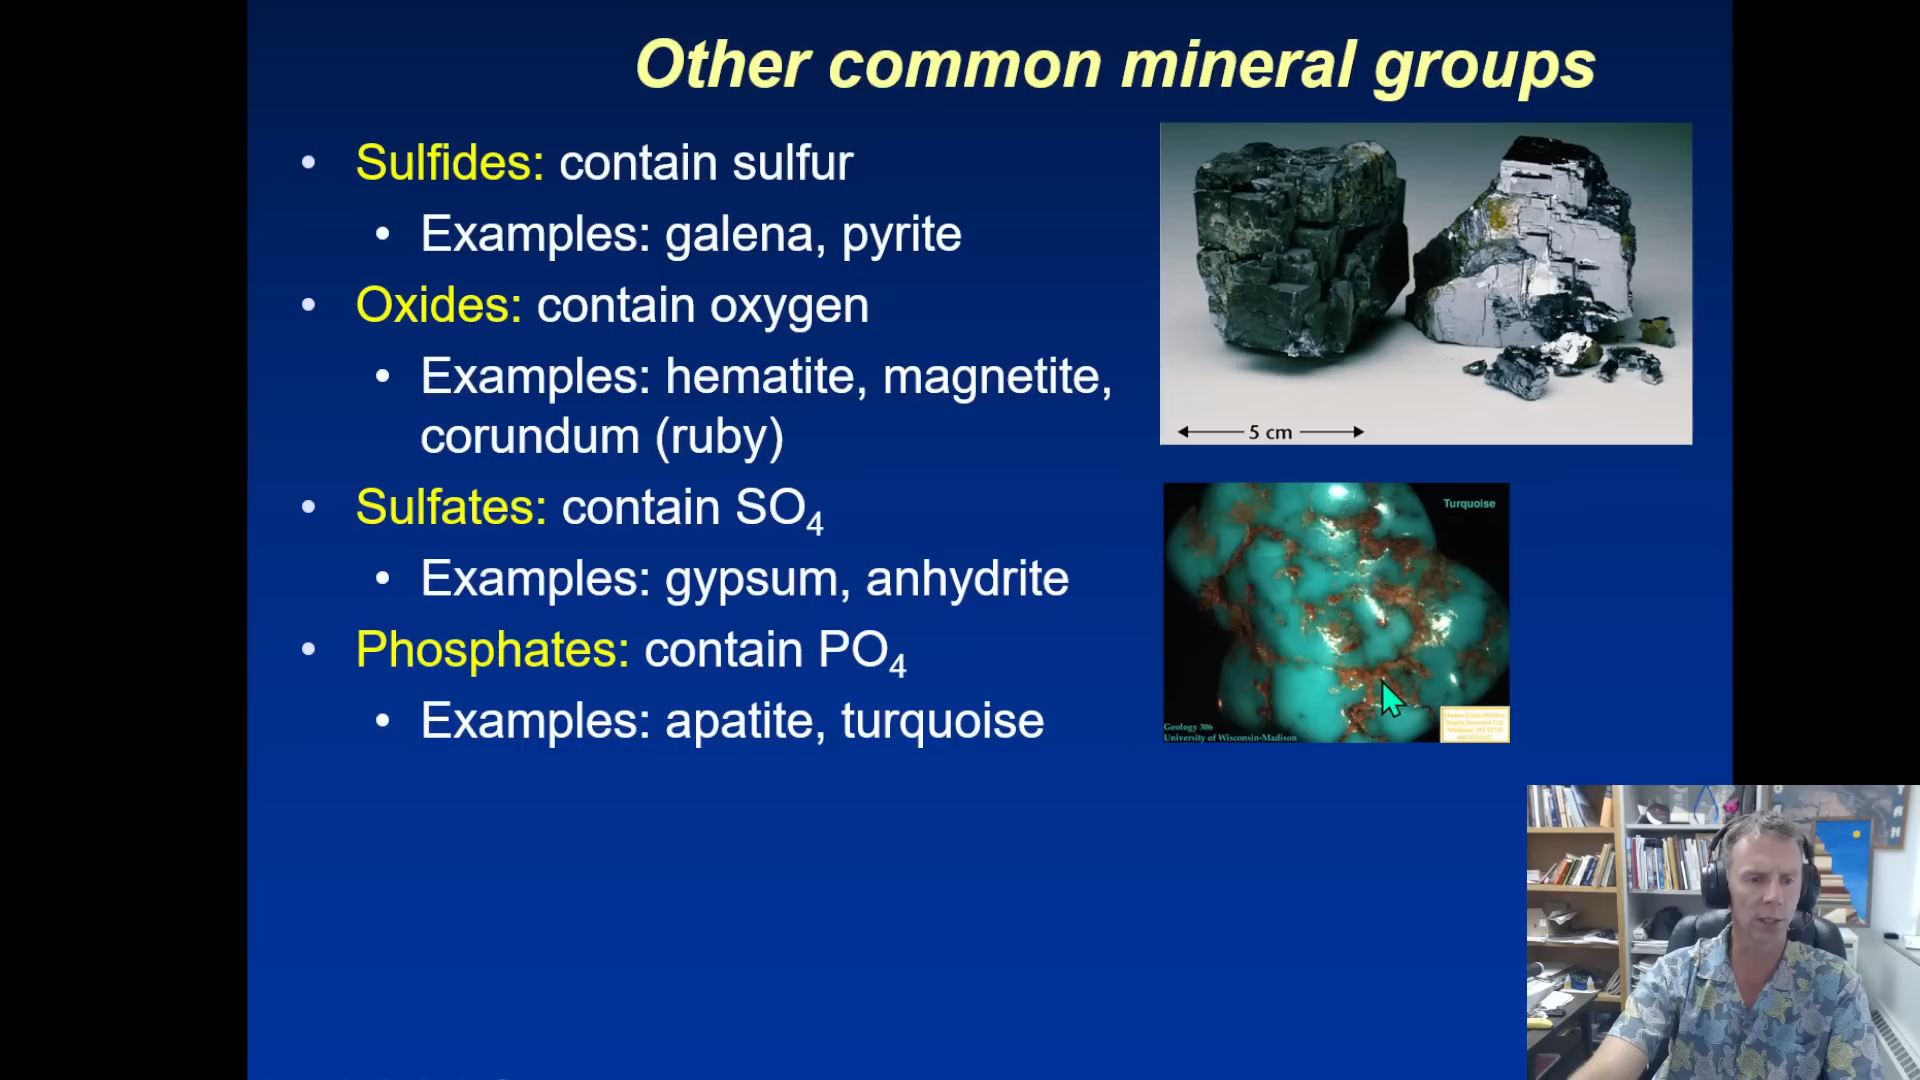 Other common mineral groups
• Sulfides: contain sulfur
• Examples: galena, pyrite
• Oxides: contain oxygen
• Examples: hematite, magnetite,
corundum (ruby)
• Sulfates: contain SO₄
• Examples: gypsum, anhydrite
• Phosphates: contain PO₄
• Examples: apatite, turquoise
5 cm
Turquoise
Geology 306
University of Wisconsin-Madison